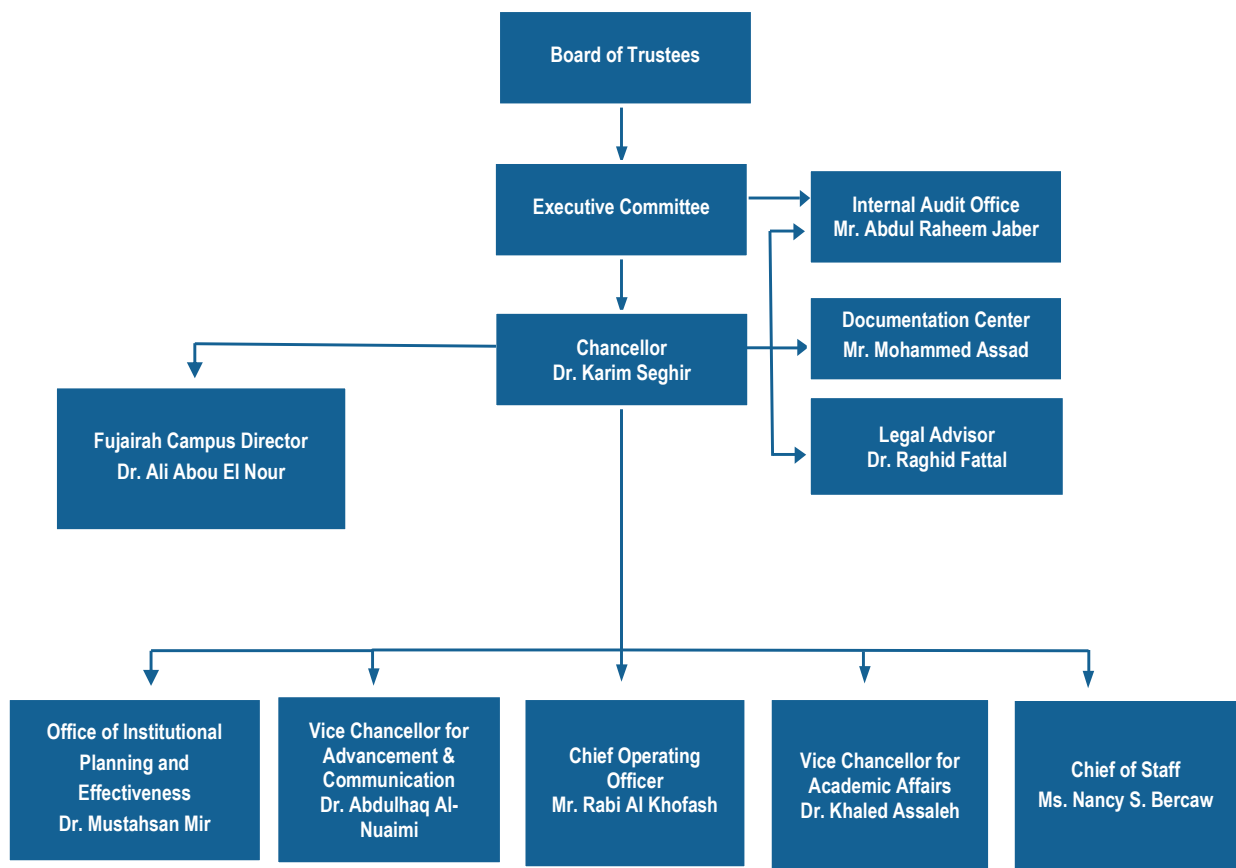 Board of Trustees
Executive Committee
Internal Audit Office
Mr. Abdul Raheem Jaber
Chancellor
Dr. Karim Seghir
Documentation Center
Mr. Mohammed Assad
Fujairah Campus Director
Dr. Ali Abou El Nour
Legal Advisor
Dr. Raghid Fattal
Office of Institutional
Planning and
Effectiveness
Dr. Mustahsan Mir
Vice Chancellor for
Advancement &
Communication
Dr. Abdulhaq Al-
Nuaimi
Chief Operating
Officer
Mr. Rabi Al Khofash
Vice Chancellor for
Academic Affairs
Dr. Khaled Assaleh
Chief of Staff
Ms. Nancy S. Bercaw